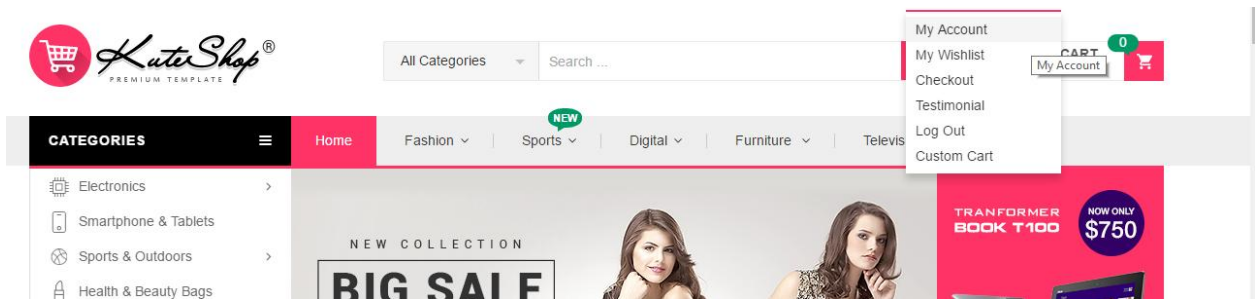 KuteShop®
PREMIUM TEMPLATE
All Categories
Search ...
My Account
My Wishlist
Checkout
Testimonial
Log Out
Custom Cart
CART
0
My Account
CATEGORIES
Home
Fashion
Sports
NEW
Digital
Furniture
Televis
Electronics
Smartphone & Tablets
Sports & Outdoors
Health & Beauty Bags
NEW COLLECTION
BIG SALE
TRANFORMER
BOOK T100
NOW ONLY
$750